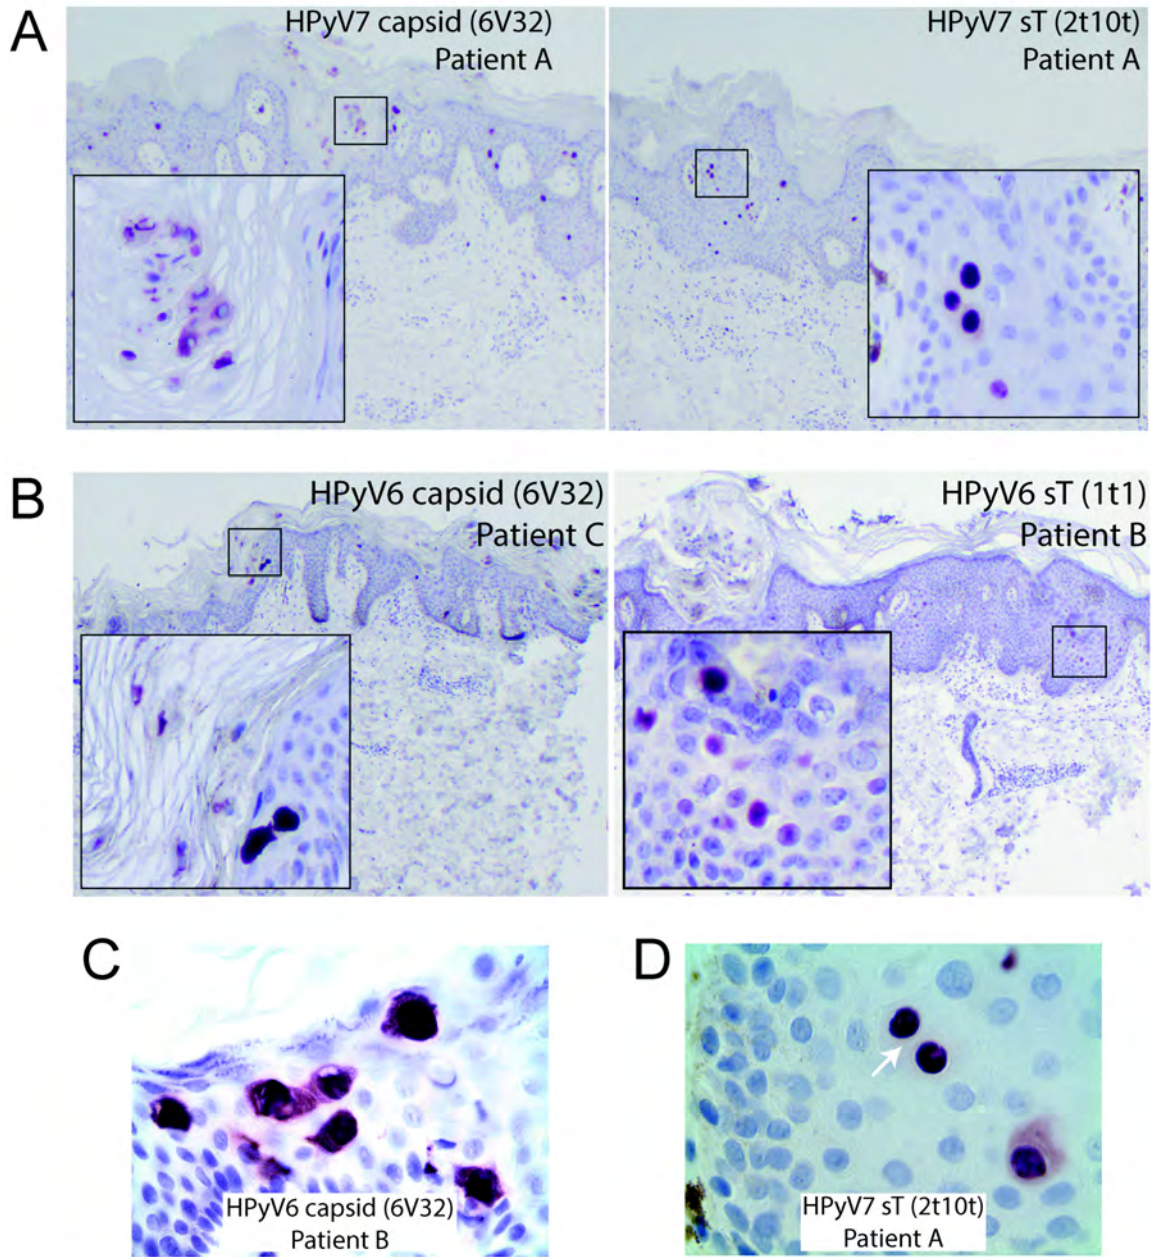 A
HPyV7 capsid (6V32)
Patient A
HPyV7 sT (2t10t)
Patient A
B
HPyV6 capsid (6V32)
Patient C
HPyV6 sT (1t1)
Patient B
C
HPyV6 capsid (6V32)
Patient B
D
HPyV7 sT (2t10t)
Patient A